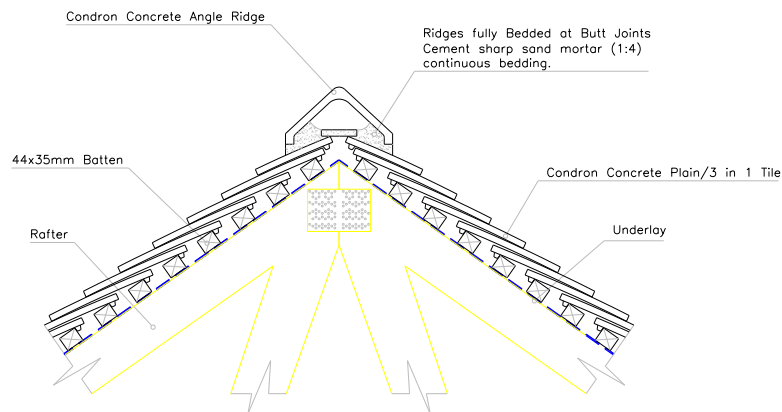 Condron Concrete Angle Ridge
Ridges fully Bedded at Butt Joints
Cement sharp sand mortar (1:4)
continuous bedding.
44x35mm Batten
Condron Concrete Plain/3 in 1 Tile
Rafter
Underlay